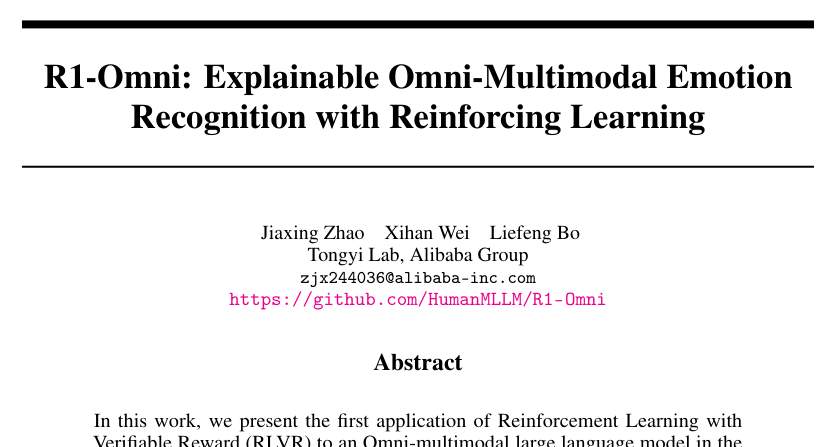 R1-Omni: Explainable Omni-Multimodal Emotion
Recognition with Reinforcing Learning
Jiaxing Zhao Xihan Wei Liefeng Bo
Tongyi Lab, Alibaba Group
zjx244036@alibaba-inc.com
https://github.com/HumanMLLM/R1-Omni
Abstract
In this work, we present the first application of Reinforcement Learning with
Verifiable Reward (RLVR) to an Omni-multimodal large language model in the